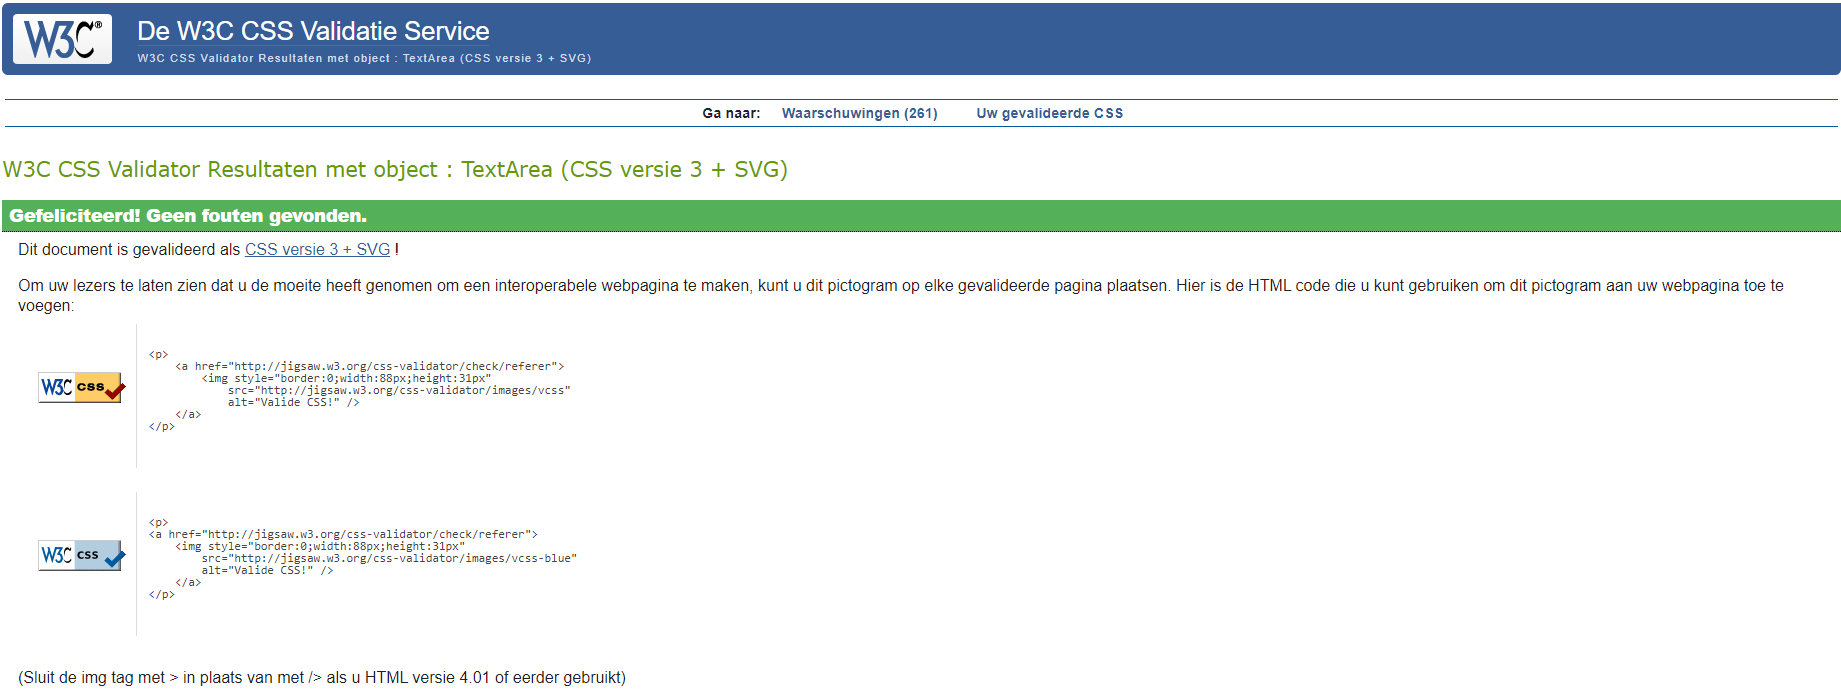 W3C®
De W3C CSS Validatie Service
W3C CSS Validator Resultaten met object : TextArea (CSS versie 3 + SVG)
Ga naar: Waarschuwingen (261) Uw gevalideerde CSS
W3C CSS Validator Resultaten met object : TextArea (CSS versie 3 + SVG)
Gefeliciteerd! Geen fouten gevonden.
Dit document is gevalideerd als CSS versie 3 + SVG !
Om uw lezers te laten zien dat u de moeite heeft genomen om een interoperabele webpagina te maken, kunt u dit pictogram op elke gevalideerde pagina plaatsen. Hier is de HTML code die u kunt gebruiken om dit pictogram aan uw webpagina toe te
voegen:
W3C css
<p>
<a href="http://jigsaw.w3.org/css-validator/check/referer">
<img style="border:0;width:88px;height:31px"
src="http://jigsaw.w3.org/css-validator/images/vcss"
alt="Valide CSS!" />
</a>
</p>
W3C css
<p>
<a href="http://jigsaw.w3.org/css-validator/check/referer">
<img style="border:0;width:88px;height:31px"
src="http://jigsaw.w3.org/css-validator/images/vcss-blue"
alt="Valide CSS!" />
</a>
</p>
(Sluit de img tag met > in plaats van met /> als u HTML versie 4.01 of eerder gebruikt)